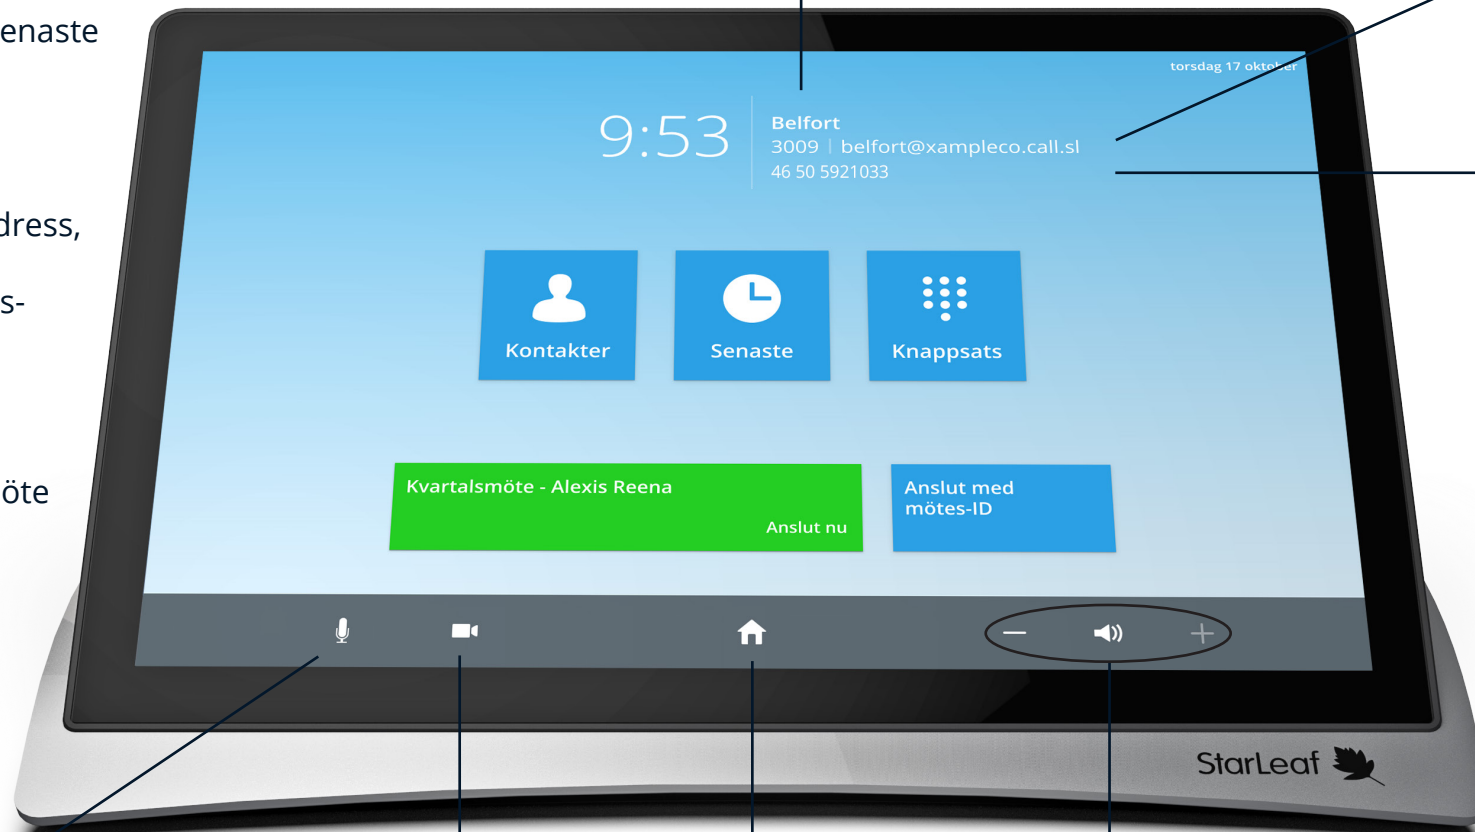 enaste
torsdag 17 oktober
9:53
Belfort
3009 | belfort@xampleco.call.sl
46 50 5921033
dress,
s-
Kontakter
Senaste
Knappsats
öte
Kvartalsmöte - Alexis Reena
Anslut nu
Anslut med
mötes-ID
StarLeaf